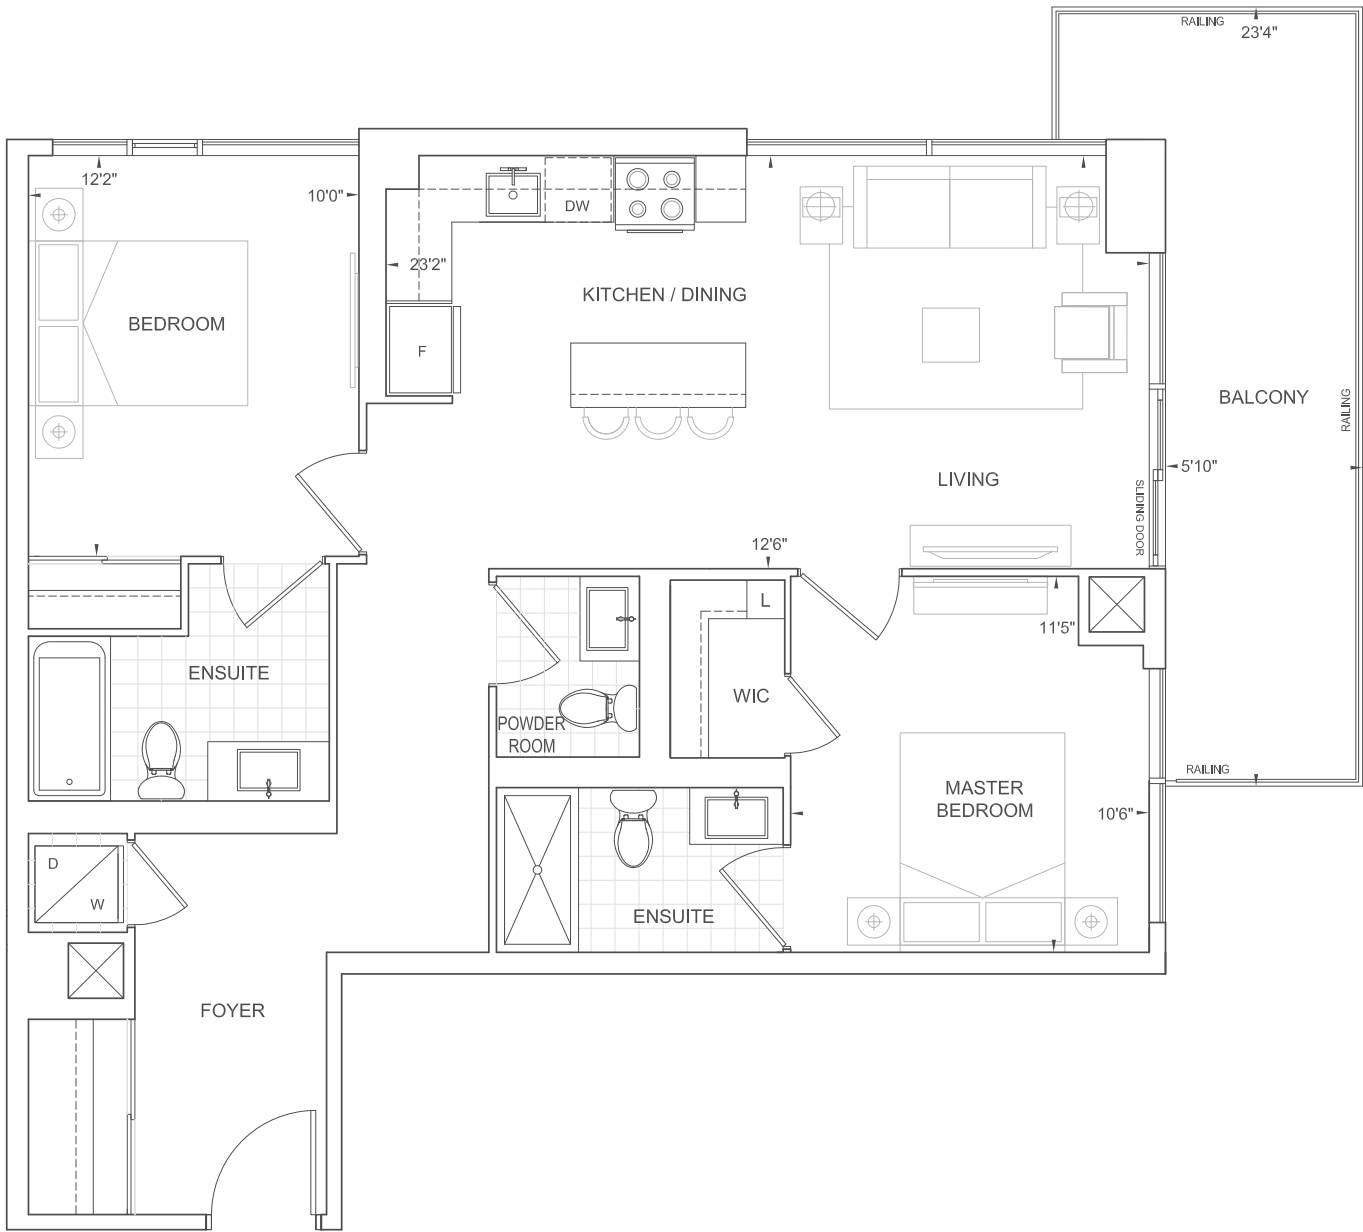 RAILING
23'4"
12'2"
10'0"
DW
23'2"
KITCHEN / DINING
BEDROOM
F
BALCONY
RAILING
5'10"
LIVING
SLIDING DOOR
12'6"
L
11'5"
ENSUITE
WIC
POWDER
ROOM
RAILING
MASTER
BEDROOM
10'6"
D
W
ENSUITE
FOYER